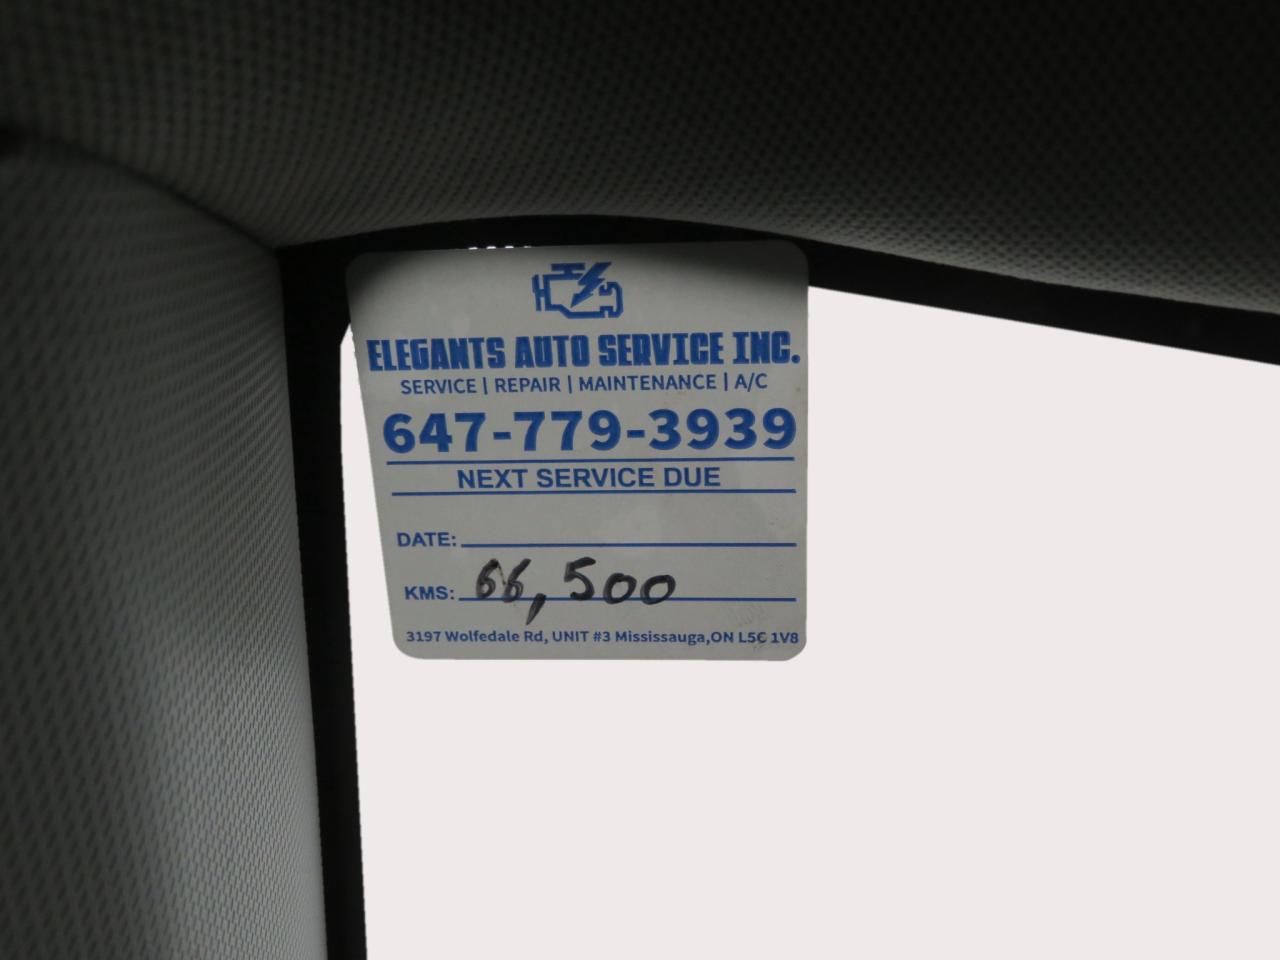 ELEGANTS AUTO SERVICE INC.
SERVICE | REPAIR | MAINTENANCE | A/C
647-779-3939
NEXT SERVICE DUE
DATE:
KMS: 66,500
3197 Wolfedale Rd, UNIT #3 Mississauga,ON L5C 1V8